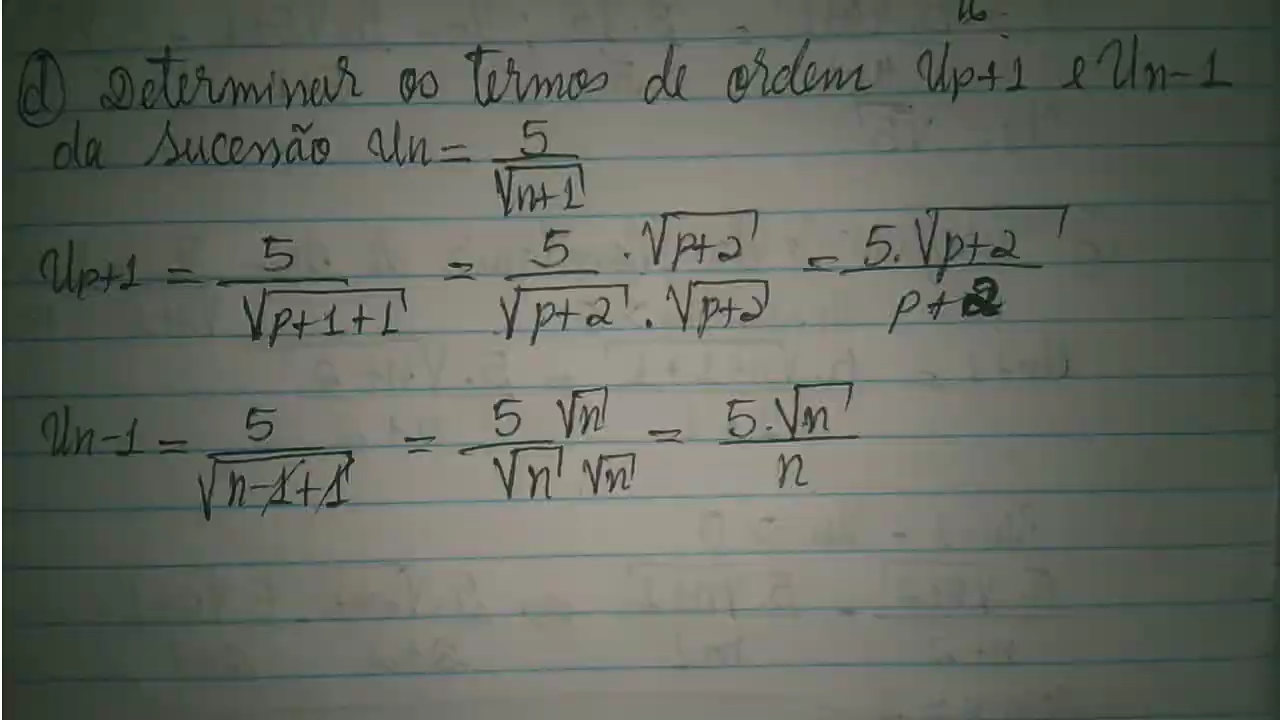 d) Determinar os termos de ordem Up+1 e Un-1
da sucessão Un = 5/√(n+1)
Up+1 = 5/√(p+1+1) = 5/√(p+2) · √(p+2)/√(p+2) = 5·√(p+2)/(p+2)
Un-1 = 5/√(n-1+1) = 5 √n/(√n √n) = 5·√n/n